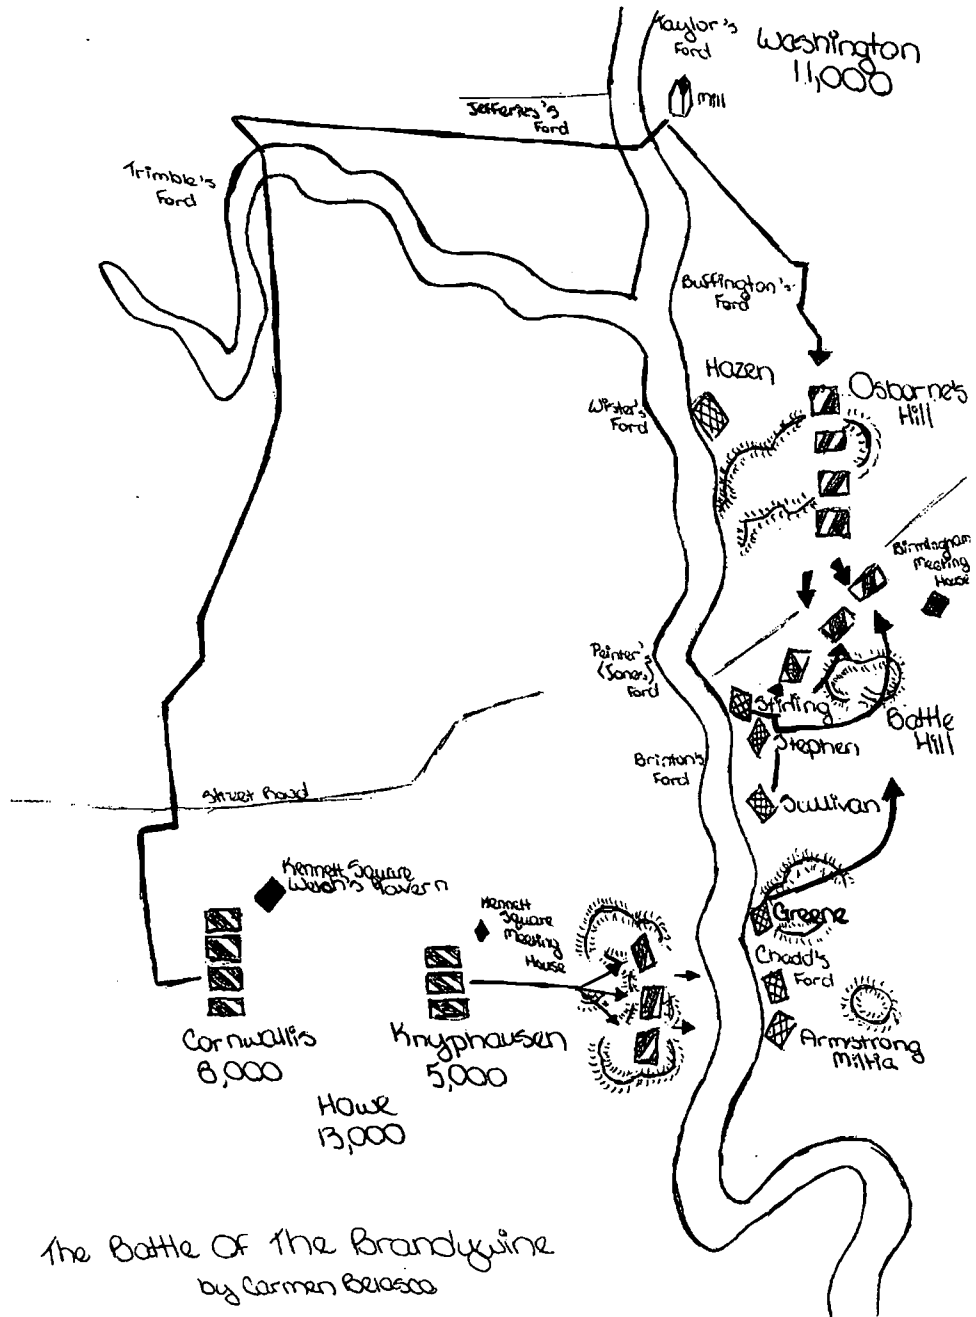 Taylor's
Ford
Washington
11,000
Mill
Jefferies's
Ford
Trimble's
Ford
Buffington's
Ford
Hazen
Osborne's
Hill
Wister's
Ford
Birmingham
Meeting
House
Painter's
(Jones)
Ford
Stirling
Battle
Hill
Stephen
Brinton's
Ford
Street Road
Sullivan
Kennett Square
Welch's Tavern
Kennett
Square
Meeting
House
Greene
Chadd's
Ford
Cornwallis
8,000
Knyphausen
5,000
Armstrong
Militia
Howe
13,000
The Battle Of The Brandywine
by Carmen